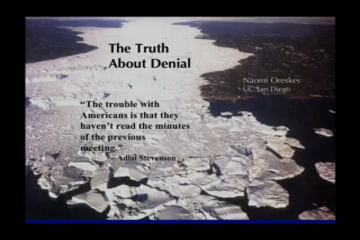 The Truth
About Denial
Naomi Oreskes
UC San Diego
“The trouble with
Americans is that they
haven't read the minutes
of the previous
meeting.”
– Adlai Stevenson